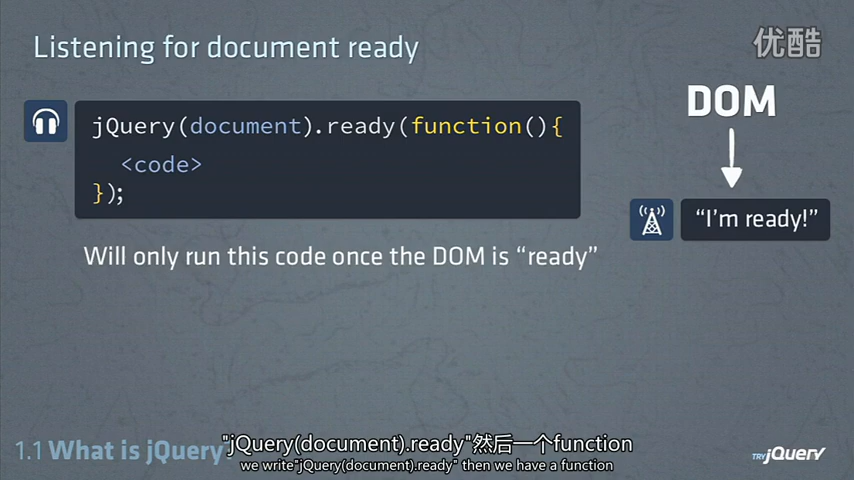 Listening for document ready
优酷
jQuery(document).ready(function(){
<code>
});
DOM
“I’m ready!”
Will only run this code once the DOM is “ready”
1.1 What is jQuery
"jQuery(document).ready"然后一个function
we write"jQuery(document).ready" then we have a function
TRY jQuery